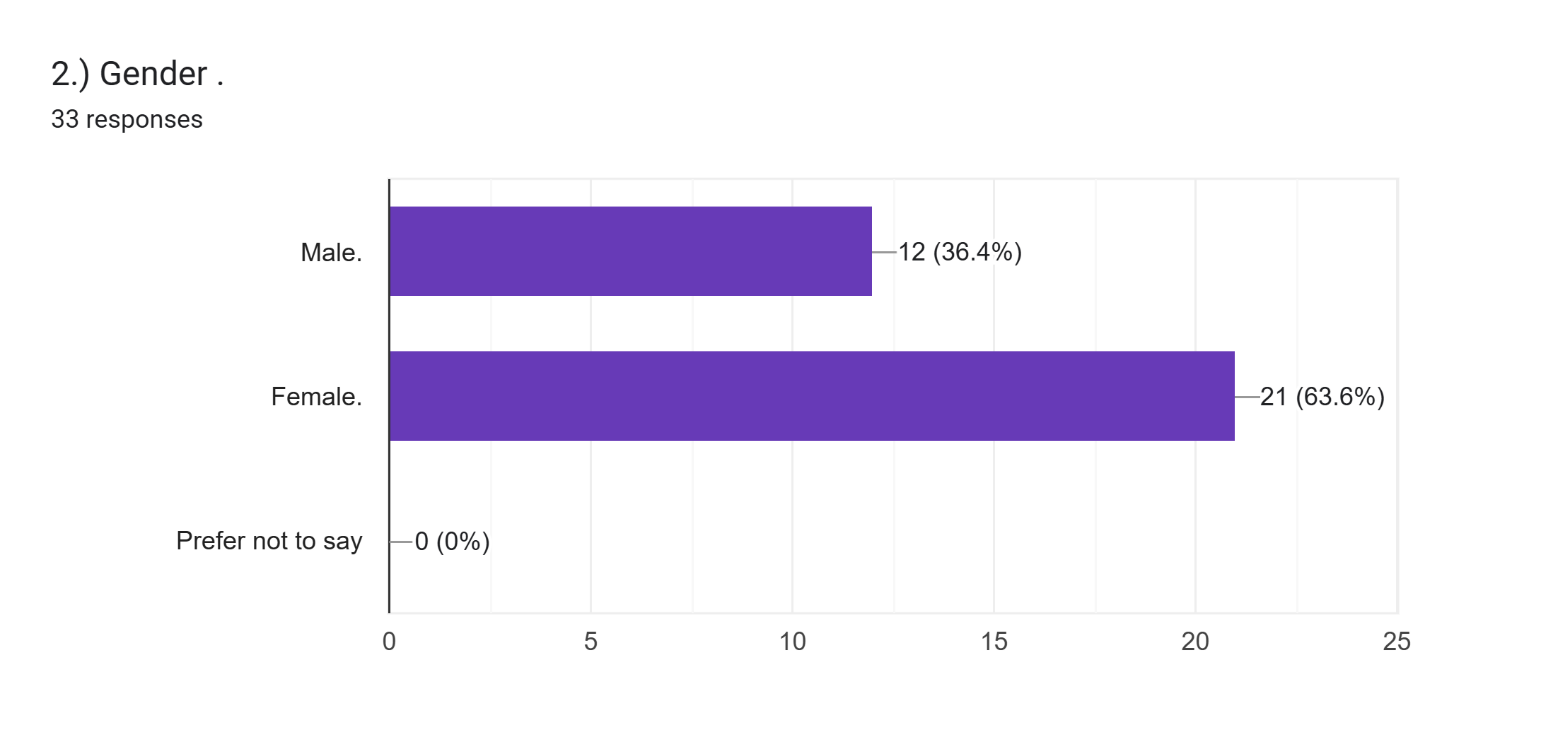 2.) Gender .
33 responses
Male.
12 (36.4%)
Female.
21 (63.6%)
Prefer not to say
0 (0%)
0 5 10 15 20 25